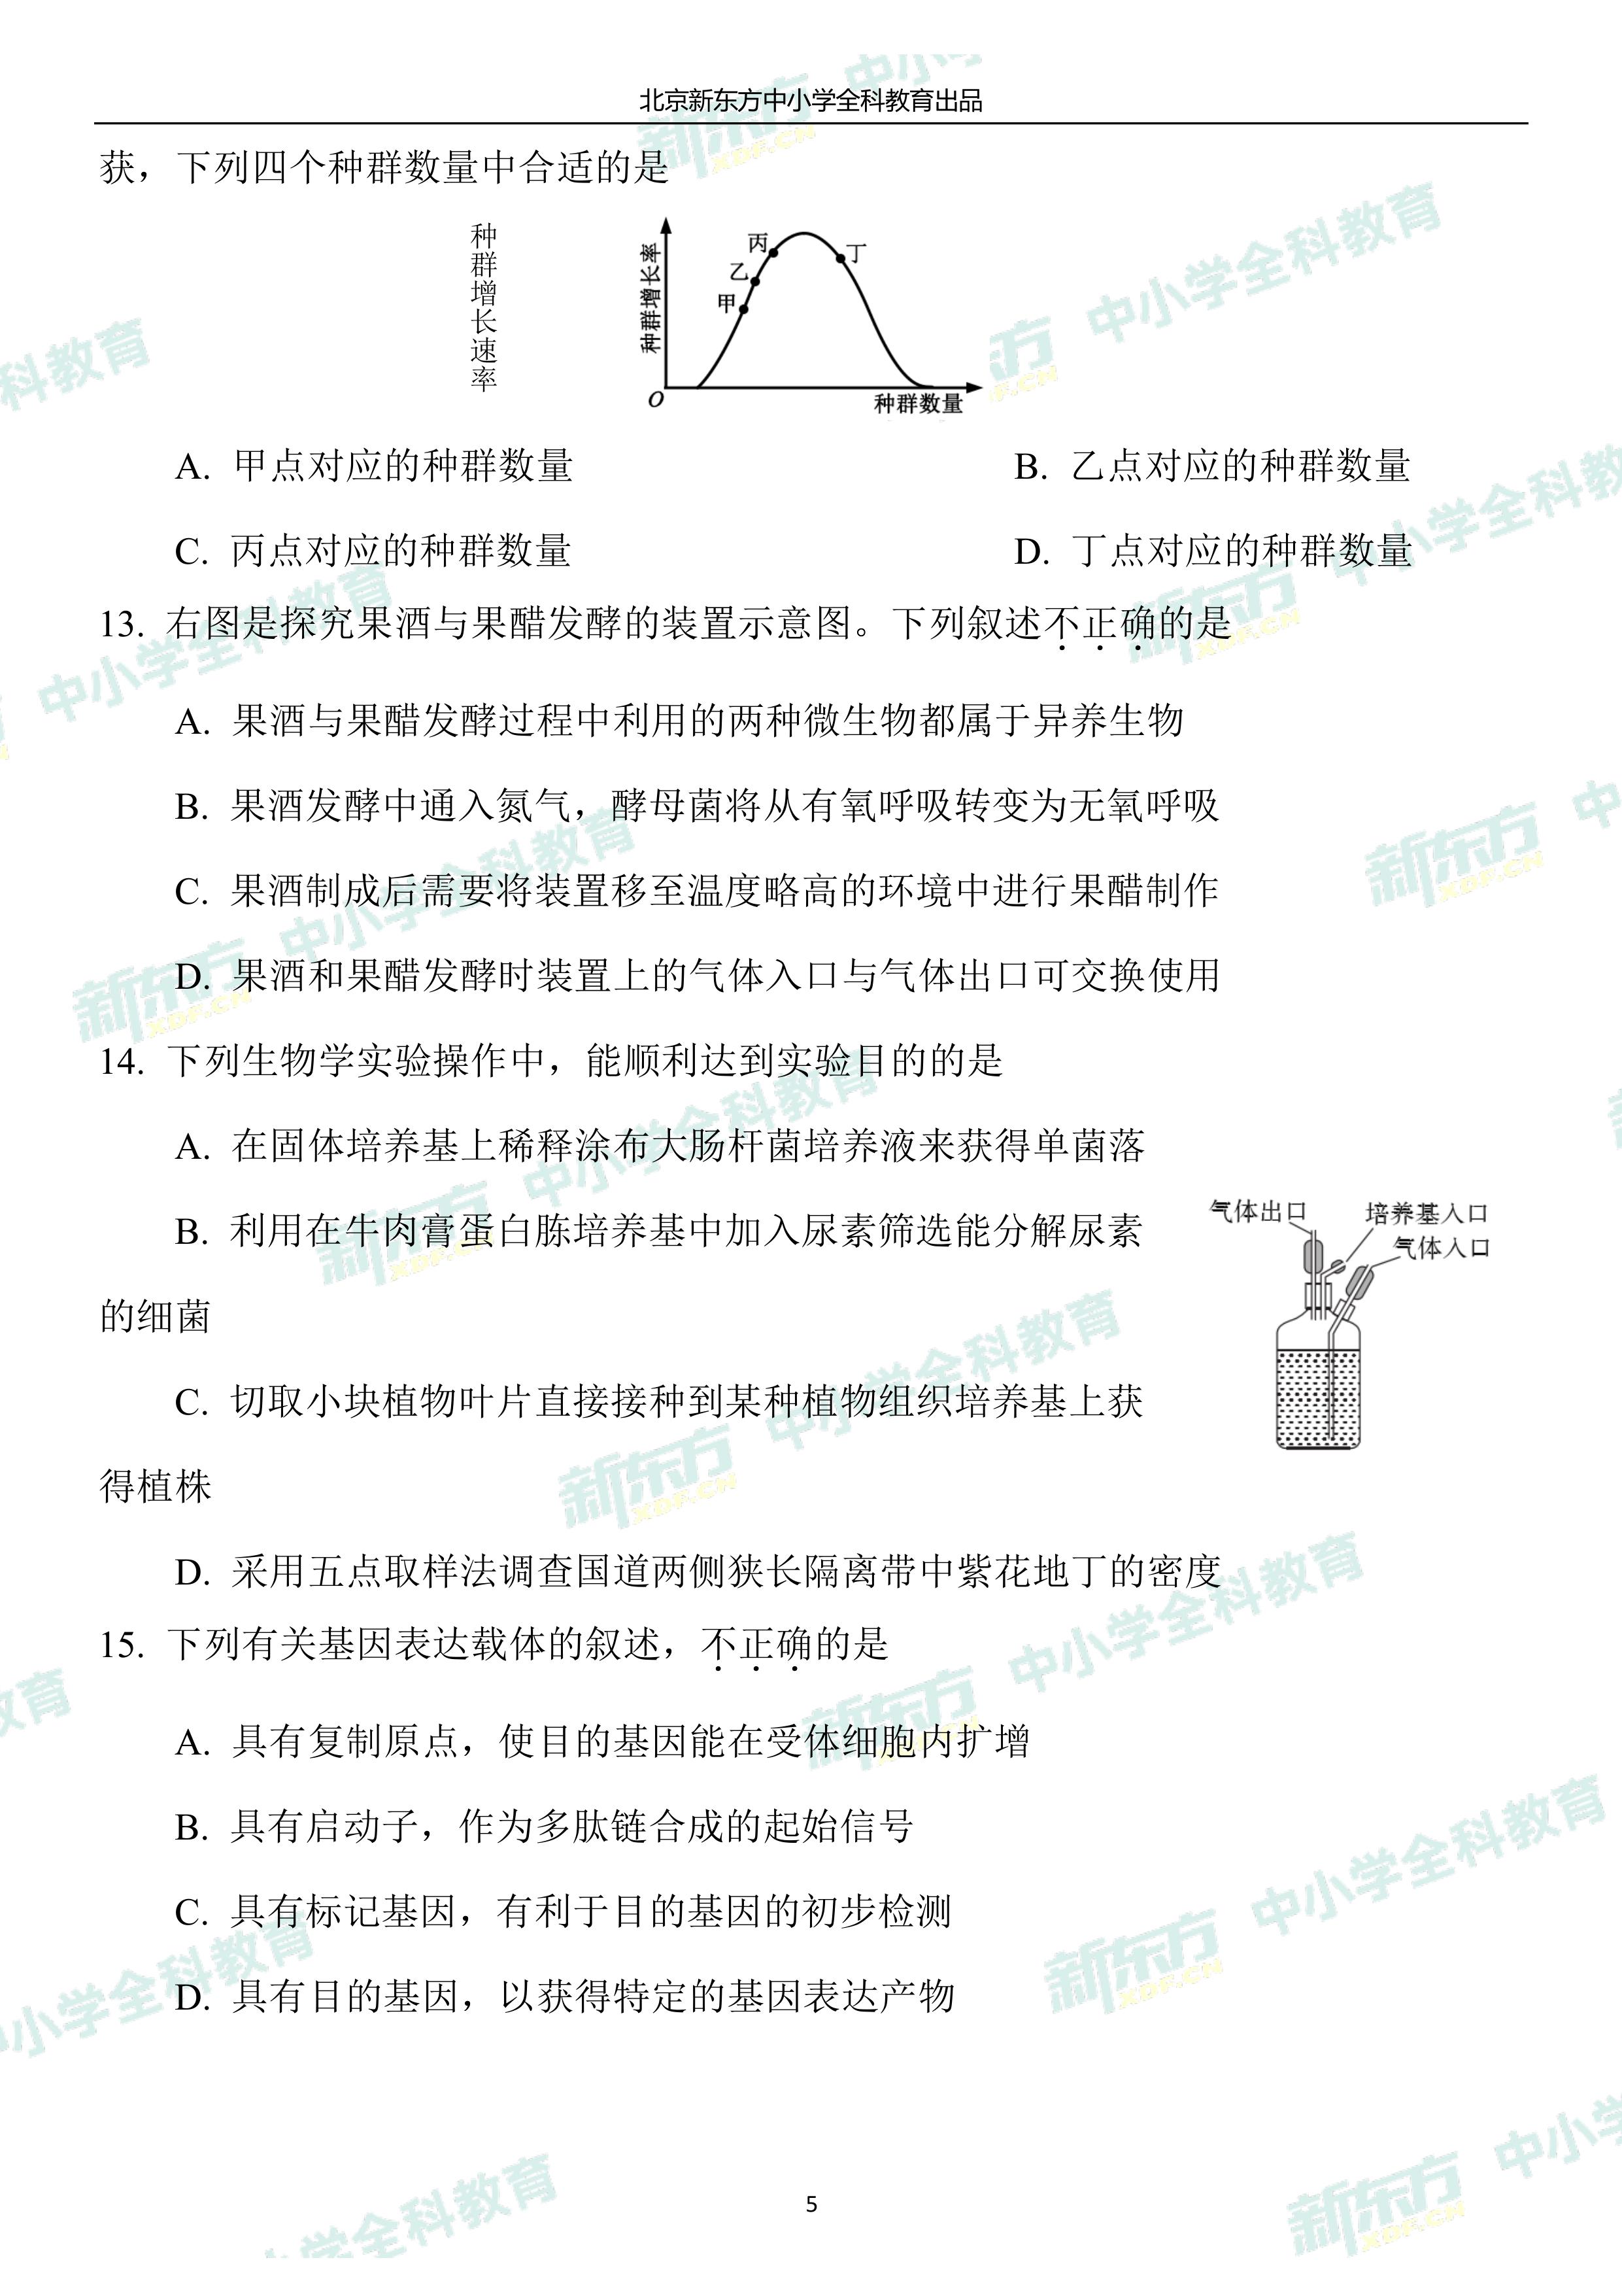 北京新东方中小学全科教育出品
获，下列四个种群数量中合适的是
种群增长速率
种群增长率
丙
丁
乙
甲
O
种群数量
A. 甲点对应的种群数量 B. 乙点对应的种群数量
C. 丙点对应的种群数量 D. 丁点对应的种群数量
13. 右图是探究果酒与果醋发酵的装置示意图。下列叙述不正确的是
A. 果酒与果醋发酵过程中利用的两种微生物都属于异养生物
B. 果酒发酵中通入氮气，酵母菌将从有氧呼吸转变为无氧呼吸
C. 果酒制成后需要将装置移至温度略高的环境中进行果醋制作
D. 果酒和果醋发酵时装置上的气体入口与气体出口可交换使用
14. 下列生物学实验操作中，能顺利达到实验目的的是
A. 在固体培养基上稀释涂布大肠杆菌培养液来获得单菌落
B. 利用在牛肉膏蛋白胨培养基中加入尿素筛选能分解尿素
的细菌
气体出口
培养基入口
气体入口
C. 切取小块植物叶片直接接种到某种植物组织培养基上获
得植株
D. 采用五点取样法调查国道两侧狭长隔离带中紫花地丁的密度
15. 下列有关基因表达载体的叙述，不正确的是
A. 具有复制原点，使目的基因能在受体细胞内扩增
B. 具有启动子，作为多肽链合成的起始信号
C. 具有标记基因，有利于目的基因的初步检测
D. 具有目的基因，以获得特定的基因表达产物
5
新东方 XDF.CN 中小学全科教育